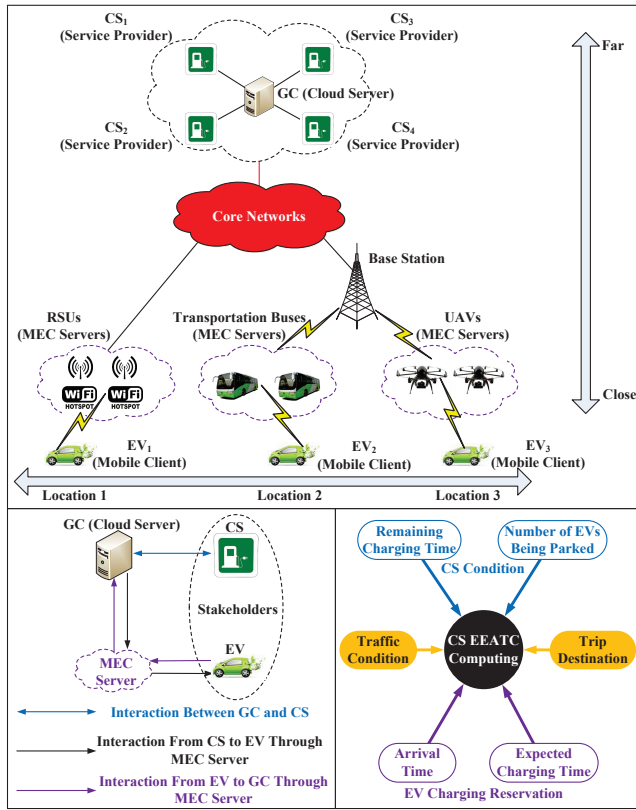 CS1
(Service Provider)
CS3
(Service Provider)
Far
GC (Cloud Server)
CS2
(Service Provider)
CS4
(Service Provider)
Core Networks
Base Station
RSUs
(MEC Servers)
Transportation Buses
(MEC Servers)
UAVs
(MEC Servers)
WiFi
HOTSPOT
WiFi
HOTSPOT
Close
EV1
(Mobile Client)
EV2
(Mobile Client)
EV3
(Mobile Client)
Location 1
Location 2
Location 3
GC (Cloud Server)
CS
Stakeholders
EV
MEC
Server
Interaction Between GC and CS
Interaction From CS to EV Through
MEC Server
Interaction From EV to GC Through
MEC Server
Remaining
Charging Time
Number of EVs
Being Parked
CS Condition
Traffic
Condition
CS EEATC
Computing
Trip
Destination
Arrival
Time
Expected
Charging Time
EV Charging Reservation